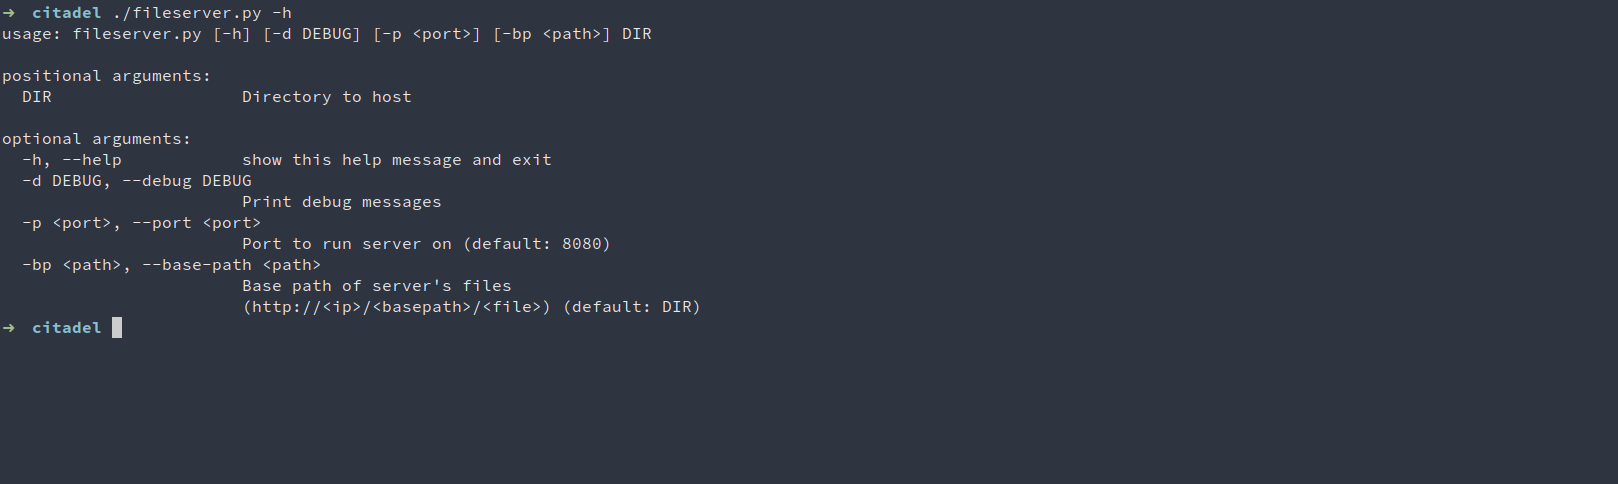 ➜ citadel ./fileserver.py -h
usage: fileserver.py [-h] [-d DEBUG] [-p <port>] [-bp <path>] DIR
positional arguments:
DIR Directory to host
optional arguments:
-h, --help show this help message and exit
-d DEBUG, --debug DEBUG
Print debug messages
-p <port>, --port <port>
Port to run server on (default: 8080)
-bp <path>, --base-path <path>
Base path of server's files
(http://<ip>/<basepath>/<file>) (default: DIR)
➜ citadel